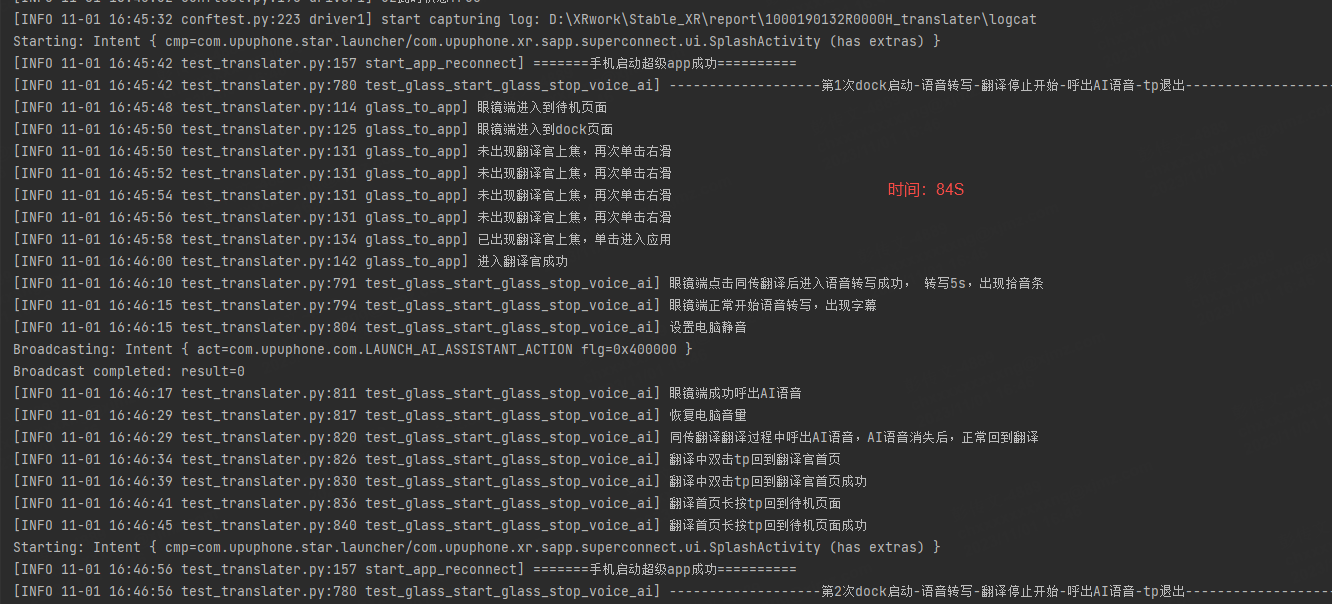 [INFO 11-01 16:45:32 conftest.py:223 driver1] start capturing log: D:\XRwork\Stable_XR\report\1000190132R0000H_translater\logcat
Starting: Intent { cmp=com.upuphone.star.launcher/com.upuphone.xr.sapp.superconnect.ui.SplashActivity (has extras) }
[INFO 11-01 16:45:42 test_translater.py:157 start_app_reconnect] =======手机启动超级app成功==========
[INFO 11-01 16:45:42 test_translater.py:780 test_glass_start_glass_stop_voice_ai] -------------------第1次dock启动-语音转写-翻译停止开始-呼出AI语音-tp退出-------------------
[INFO 11-01 16:45:48 test_translater.py:114 glass_to_app] 眼镜端进入到待机页面
[INFO 11-01 16:45:50 test_translater.py:125 glass_to_app] 眼镜端进入到dock页面
[INFO 11-01 16:45:50 test_translater.py:131 glass_to_app] 未出现翻译官上焦，再次单击右滑
[INFO 11-01 16:45:52 test_translater.py:131 glass_to_app] 未出现翻译官上焦，再次单击右滑
[INFO 11-01 16:45:54 test_translater.py:131 glass_to_app] 未出现翻译官上焦，再次单击右滑
时间：84S
[INFO 11-01 16:45:56 test_translater.py:131 glass_to_app] 未出现翻译官上焦，再次单击右滑
[INFO 11-01 16:45:58 test_translater.py:134 glass_to_app] 已出现翻译官上焦，单击进入应用
[INFO 11-01 16:46:00 test_translater.py:142 glass_to_app] 进入翻译官成功
[INFO 11-01 16:46:10 test_translater.py:791 test_glass_start_glass_stop_voice_ai] 眼镜端点击同传翻译后进入语音转写成功， 转写5s，出现拾音条
[INFO 11-01 16:46:15 test_translater.py:794 test_glass_start_glass_stop_voice_ai] 眼镜端正常开始语音转写，出现字幕
[INFO 11-01 16:46:15 test_translater.py:804 test_glass_start_glass_stop_voice_ai] 设置电脑静音
Broadcasting: Intent { act=com.upuphone.com.LAUNCH_AI_ASSISTANT_ACTION flg=0x400000 }
Broadcast completed: result=0
[INFO 11-01 16:46:17 test_translater.py:811 test_glass_start_glass_stop_voice_ai] 眼镜端成功呼出AI语音
[INFO 11-01 16:46:29 test_translater.py:817 test_glass_start_glass_stop_voice_ai] 恢复电脑音量
[INFO 11-01 16:46:29 test_translater.py:820 test_glass_start_glass_stop_voice_ai] 同传翻译翻译过程中呼出AI语音，AI语音消失后，正常回到翻译
[INFO 11-01 16:46:34 test_translater.py:826 test_glass_start_glass_stop_voice_ai] 翻译中双击tp回到翻译官首页
[INFO 11-01 16:46:39 test_translater.py:830 test_glass_start_glass_stop_voice_ai] 翻译中双击tp回到翻译官首页成功
[INFO 11-01 16:46:41 test_translater.py:836 test_glass_start_glass_stop_voice_ai] 翻译首页长按tp回到待机页面
[INFO 11-01 16:46:45 test_translater.py:840 test_glass_start_glass_stop_voice_ai] 翻译首页长按tp回到待机页面成功
Starting: Intent { cmp=com.upuphone.star.launcher/com.upuphone.xr.sapp.superconnect.ui.SplashActivity (has extras) }
[INFO 11-01 16:46:56 test_translater.py:157 start_app_reconnect] =======手机启动超级app成功==========
[INFO 11-01 16:46:56 test_translater.py:780 test_glass_start_glass_stop_voice_ai] -------------------第2次dock启动-语音转写-翻译停止开始-呼出AI语音-tp退出-------------------